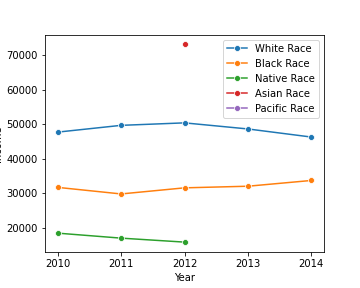 70000
60000
50000
40000
30000
20000
2010 2011 2012 2013 2014
Year
White Race
Black Race
Native Race
Asian Race
Pacific Race